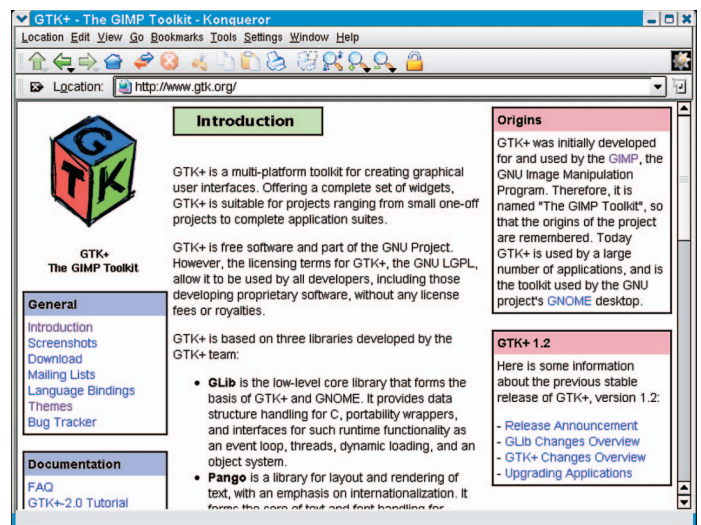 GTK+ - The GIMP Toolkit - Konqueror
Location Edit View Go Bookmarks Tools Settings Window Help
Location: http://www.gtk.org/
GTK
GTK+
The GIMP Toolkit
General
Introduction
Screenshots
Download
Mailing Lists
Language Bindings
Themes
Bug Tracker
Documentation
FAQ
GTK+-2.0 Tutorial
Introduction
GTK+ is a multi-platform toolkit for creating graphical
user interfaces. Offering a complete set of widgets,
GTK+ is suitable for projects ranging from small one-off
projects to complete application suites.
GTK+ is free software and part of the GNU Project.
However, the licensing terms for GTK+, the GNU LGPL,
allow it to be used by all developers, including those
developing proprietary software, without any license
fees or royalties.
GTK+ is based on three libraries developed by the
GTK+ team:
• GLib is the low-level core library that forms the
basis of GTK+ and GNOME. It provides data
structure handling for C, portability wrappers,
and interfaces for such runtime functionality as
an event loop, threads, dynamic loading, and an
object system.
• Pango is a library for layout and rendering of
text, with an emphasis on internationalization. It
forms the core of text and font handling for
Origins
GTK+ was initially developed
for and used by the GIMP, the
GNU Image Manipulation
Program. Therefore, it is
named "The GIMP Toolkit", so
that the origins of the project
are remembered. Today
GTK+ is used by a large
number of applications, and is
the toolkit used by the GNU
project's GNOME desktop.
GTK+ 1.2
Here is some information
about the previous stable
release of GTK+, version 1.2:
- Release Announcement
- GLib Changes Overview
- GTK+ Changes Overview
- Upgrading Applications